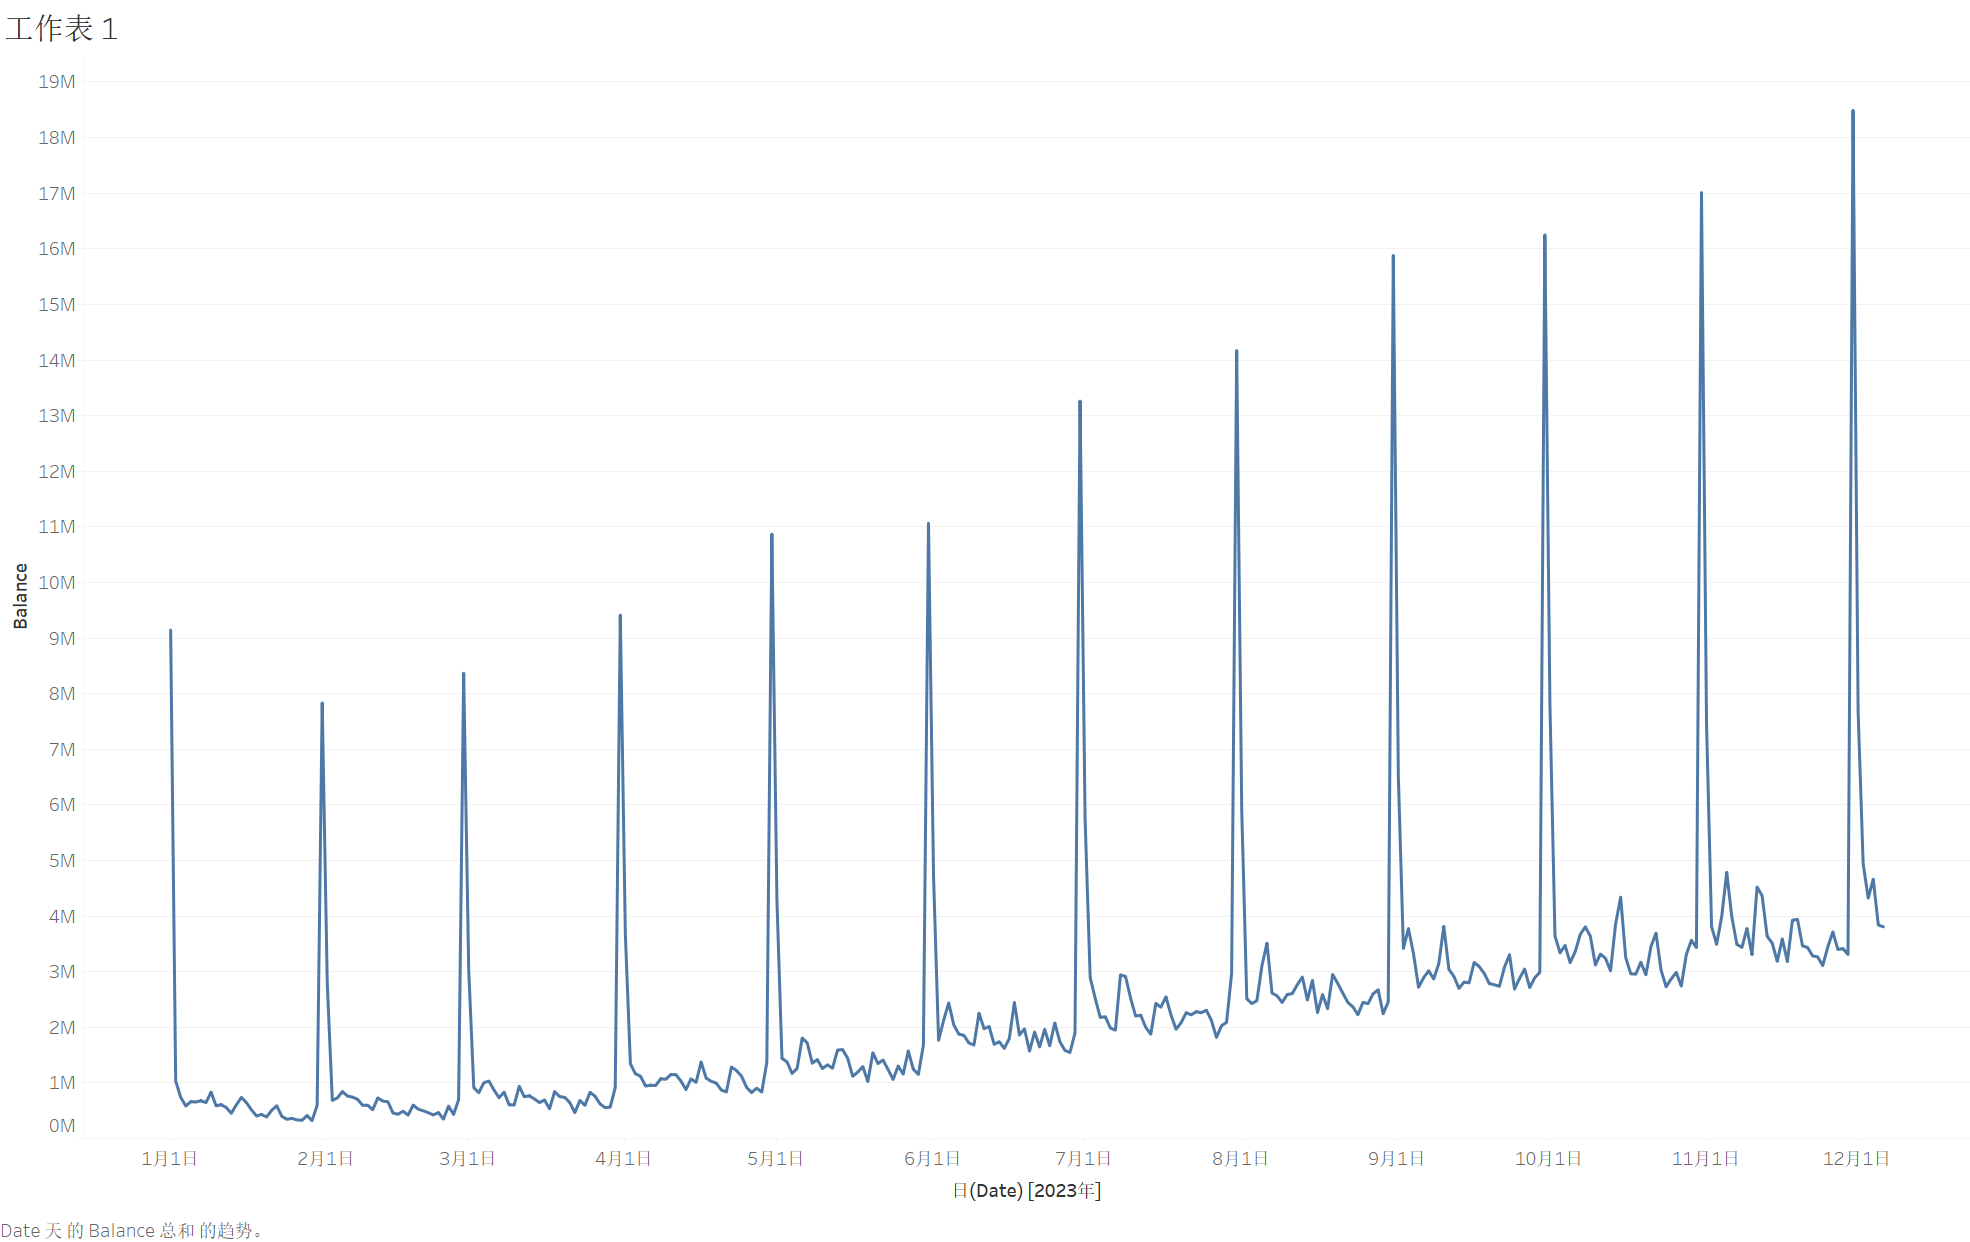 工作表 1
19M
18M
17M
16M
15M
14M
13M
12M
11M
10M
9M
8M
7M
6M
5M
4M
3M
2M
1M
0M
Balance
1月1日 2月1日 3月1日 4月1日 5月1日 6月1日 7月1日 8月1日 9月1日 10月1日 11月1日 12月1日
日(Date) [2023年]
Date 天 的 Balance 总和 的趋势。